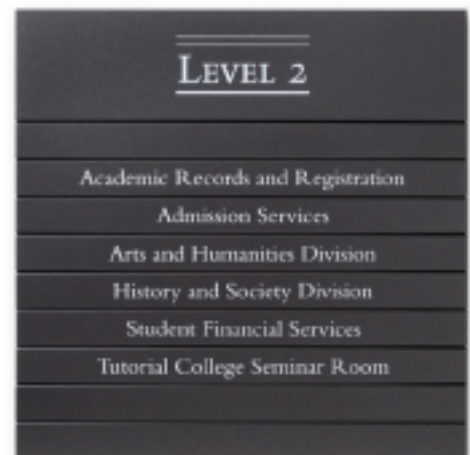 LEVEL 2
Academic Records and Registration
Admission Services
Arts and Humanities Division
History and Society Division
Student Financial Services
Tutorial College Seminar Room